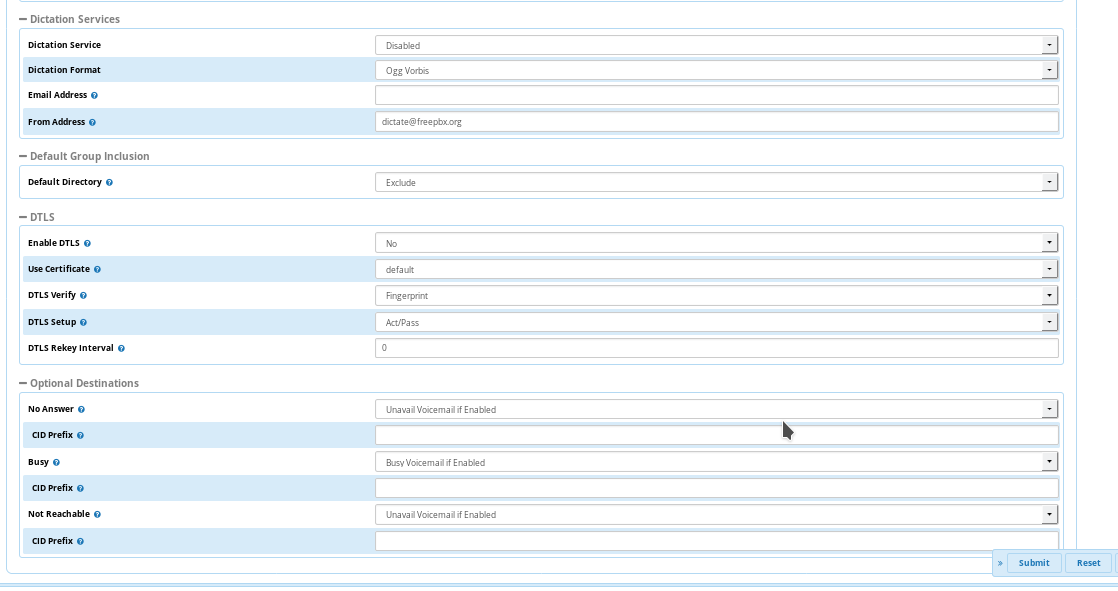 Dictation Services
Dictation Service Disabled
Dictation Format Ogg Vorbis
Email Address
From Address dictate@freepbx.org
Default Group Inclusion
Default Directory Exclude
DTLS
Enable DTLS No
Use Certificate default
DTLS Verify Fingerprint
DTLS Setup Act/Pass
DTLS Rekey Interval 0
Optional Destinations
No Answer Unavail Voicemail if Enabled
CID Prefix
Busy Busy Voicemail if Enabled
CID Prefix
Not Reachable Unavail Voicemail if Enabled
CID Prefix
» Submit Reset